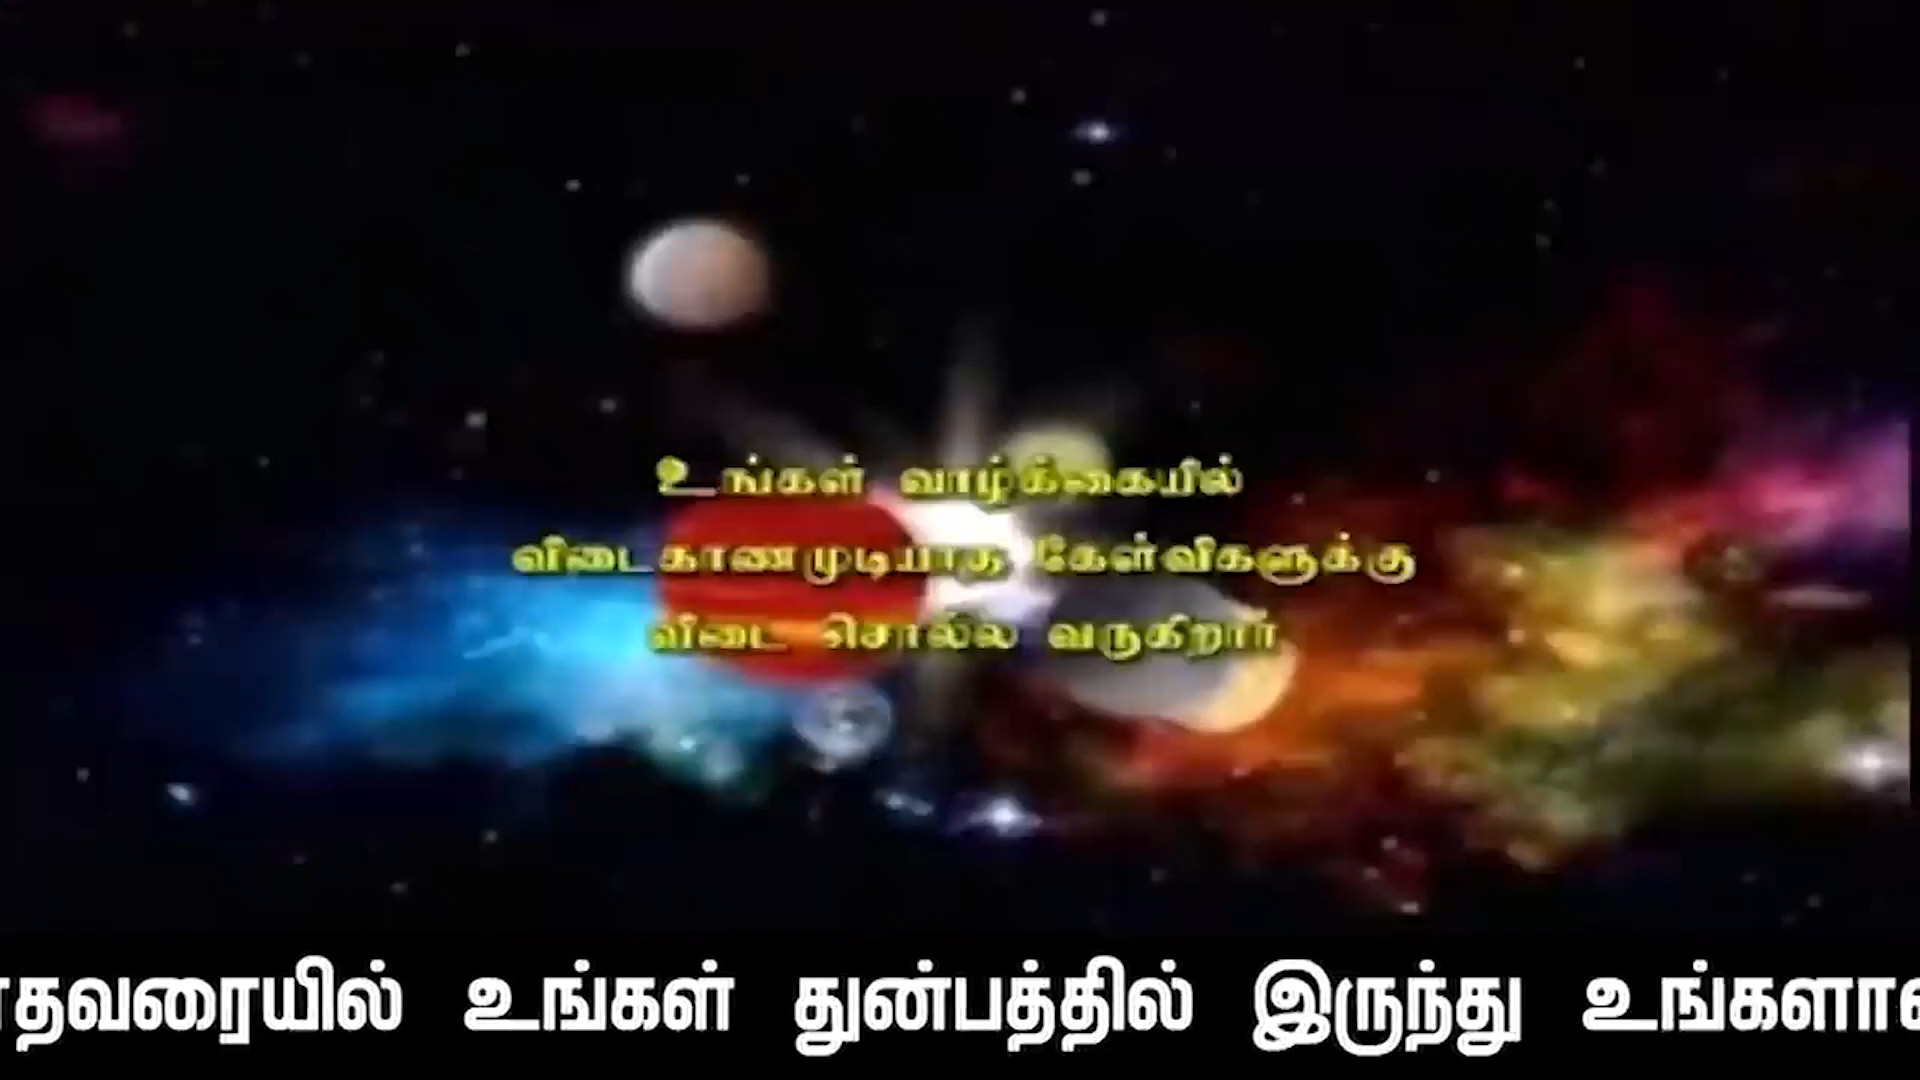 உங்கள் வாழ்க்கையில்
விடைகாணமுடியாத கேள்விகளுக்கு
விடை சொல்ல வருகிறார்
தவரையில் உங்கள் துன்பத்தில் இருந்து உங்களா